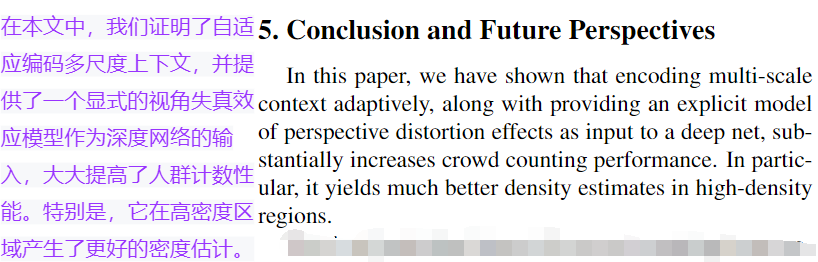 在本文中，我们证明了自适
应编码多尺度上下文，并提
供了一个显式的视角失真效
应模型作为深度网络的输
入，大大提高了人群计数性
能。特别是，它在高密度区
域产生了更好的密度估计。
5. Conclusion and Future Perspectives
In this paper, we have shown that encoding multi-scale
context adaptively, along with providing an explicit model
of perspective distortion effects as input to a deep net, sub-
stantially increases crowd counting performance. In partic-
ular, it yields much better density estimates in high-density
regions.